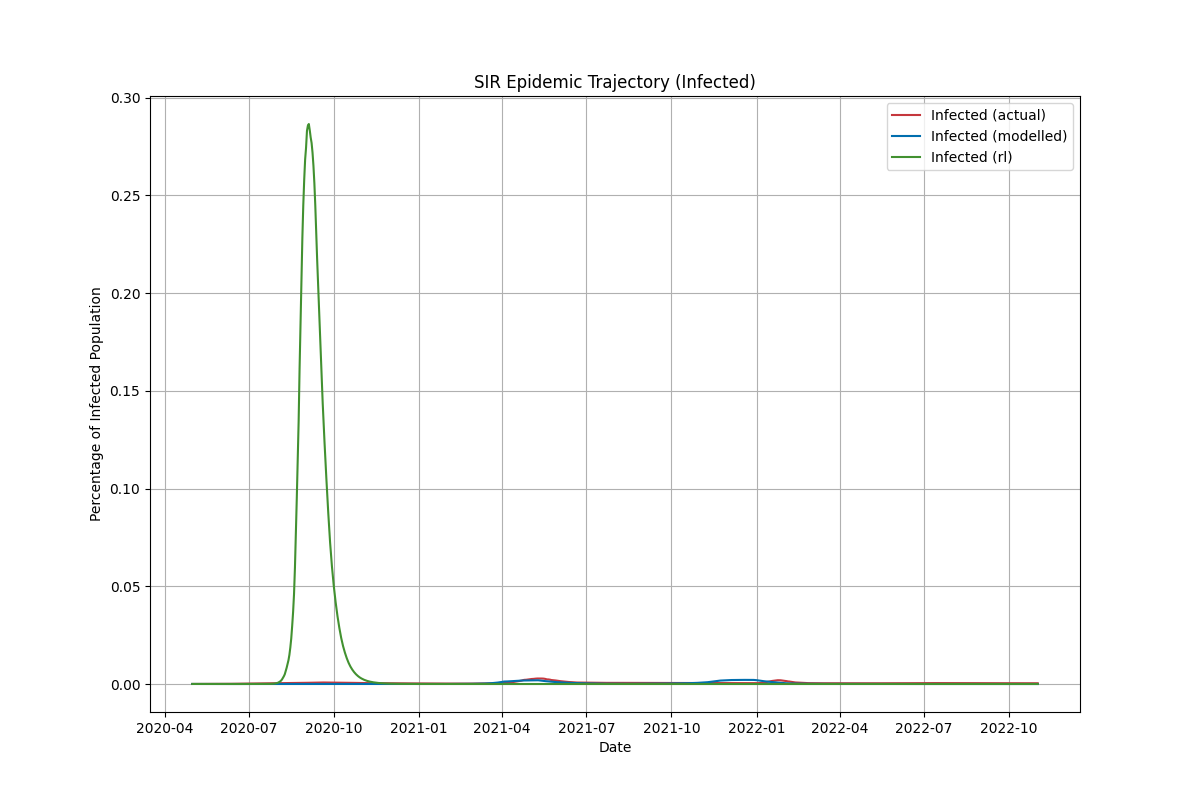 SIR Epidemic Trajectory (Infected)
Infected (actual)
Infected (modelled)
Infected (rl)
Percentage of Infected Population
0.30
0.25
0.20
0.15
0.10
0.05
0.00
2020-04 2020-07 2020-10 2021-01 2021-04 2021-07 2021-10 2022-01 2022-04 2022-07 2022-10
Date